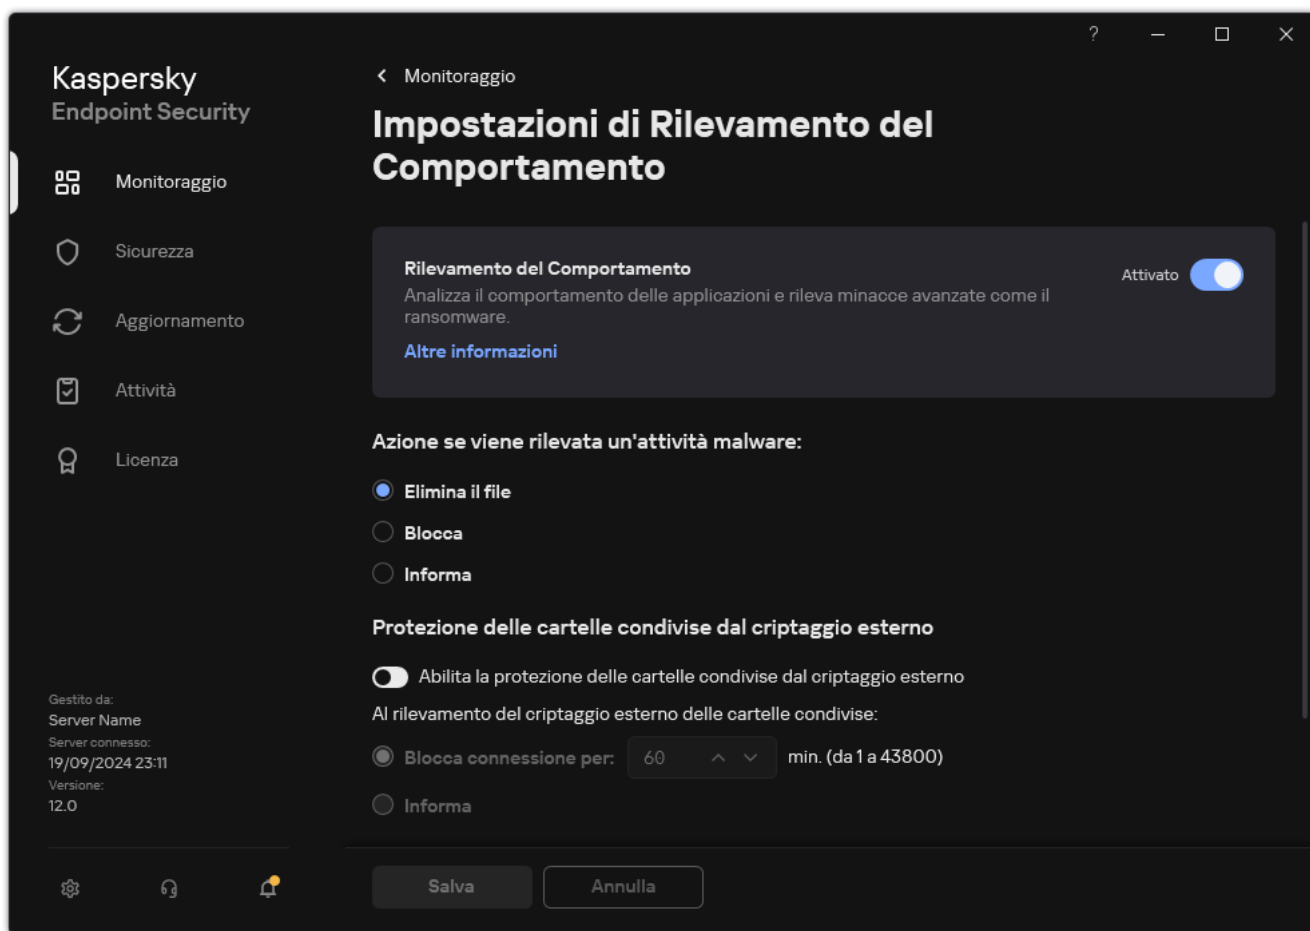 ?
Kaspersky
Endpoint Security
Monitoraggio
Sicurezza
Aggiornamento
Attività
Licenza
Gestito da:
Server Name
Server connesso:
19/09/2024 23:11
Versione:
12.0
Monitoraggio
Impostazioni di Rilevamento del
Comportamento
Rilevamento del Comportamento
Attivato
Analizza il comportamento delle applicazioni e rileva minacce avanzate come il
ransomware.
Altre informazioni
Azione se viene rilevata un'attività malware:
Elimina il file
Blocca
Informa
Protezione delle cartelle condivise dal criptaggio esterno
Abilita la protezione delle cartelle condivise dal criptaggio esterno
Al rilevamento del criptaggio esterno delle cartelle condivise:
Blocca connessione per: 60 min. (da 1 a 43800)
Informa
Salva Annulla